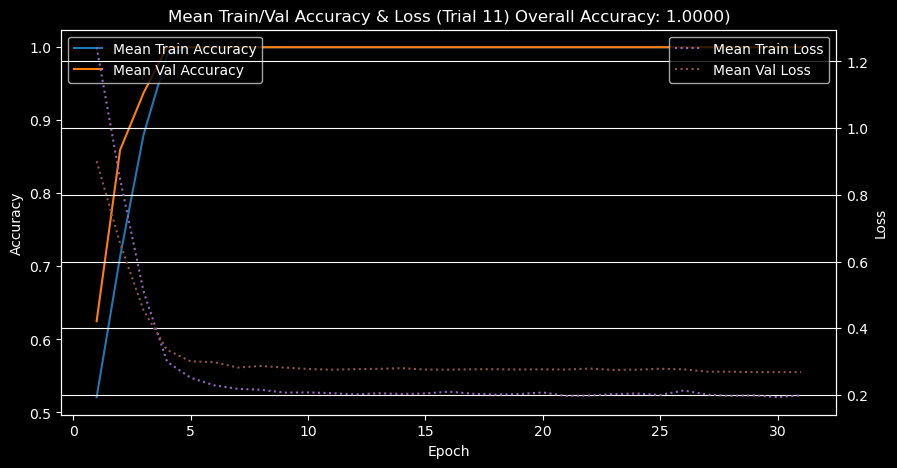 Mean Train/Val Accuracy & Loss (Trial 11) Overall Accuracy: 1.0000)
Mean Train Accuracy
Mean Val Accuracy
Mean Train Loss
Mean Val Loss
1.0
0.9
0.8
0.7
0.6
0.5
Accuracy
1.2
1.0
0.8
0.6
0.4
0.2
Loss
0 5 10 15 20 25 30
Epoch